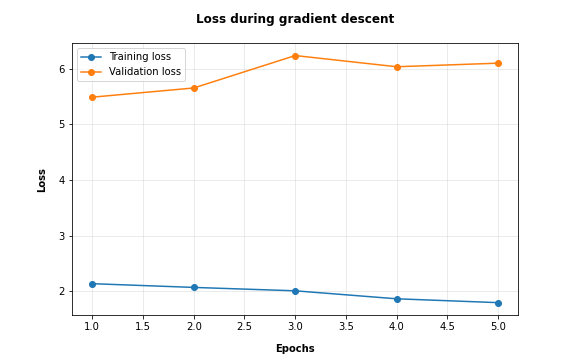 Loss during gradient descent
Training loss
Validation loss
6
5
4
3
2
Loss
1.0 1.5 2.0 2.5 3.0 3.5 4.0 4.5 5.0
Epochs